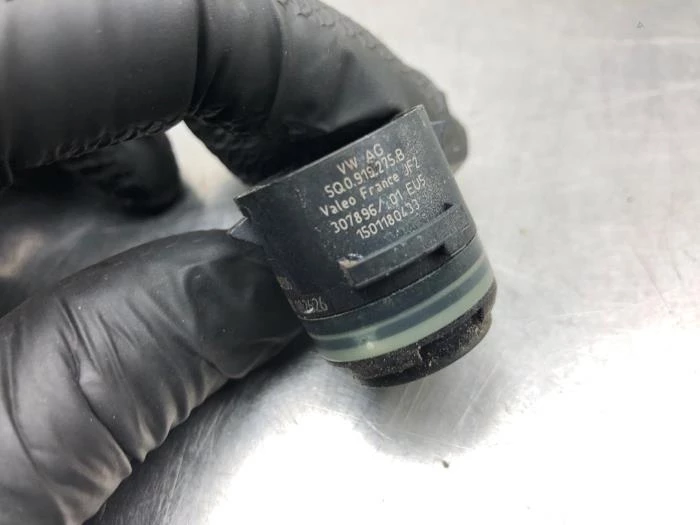 VW AG
5Q0.919.275.B
Valeo France JF2
307896/.01 EU5
1501180433